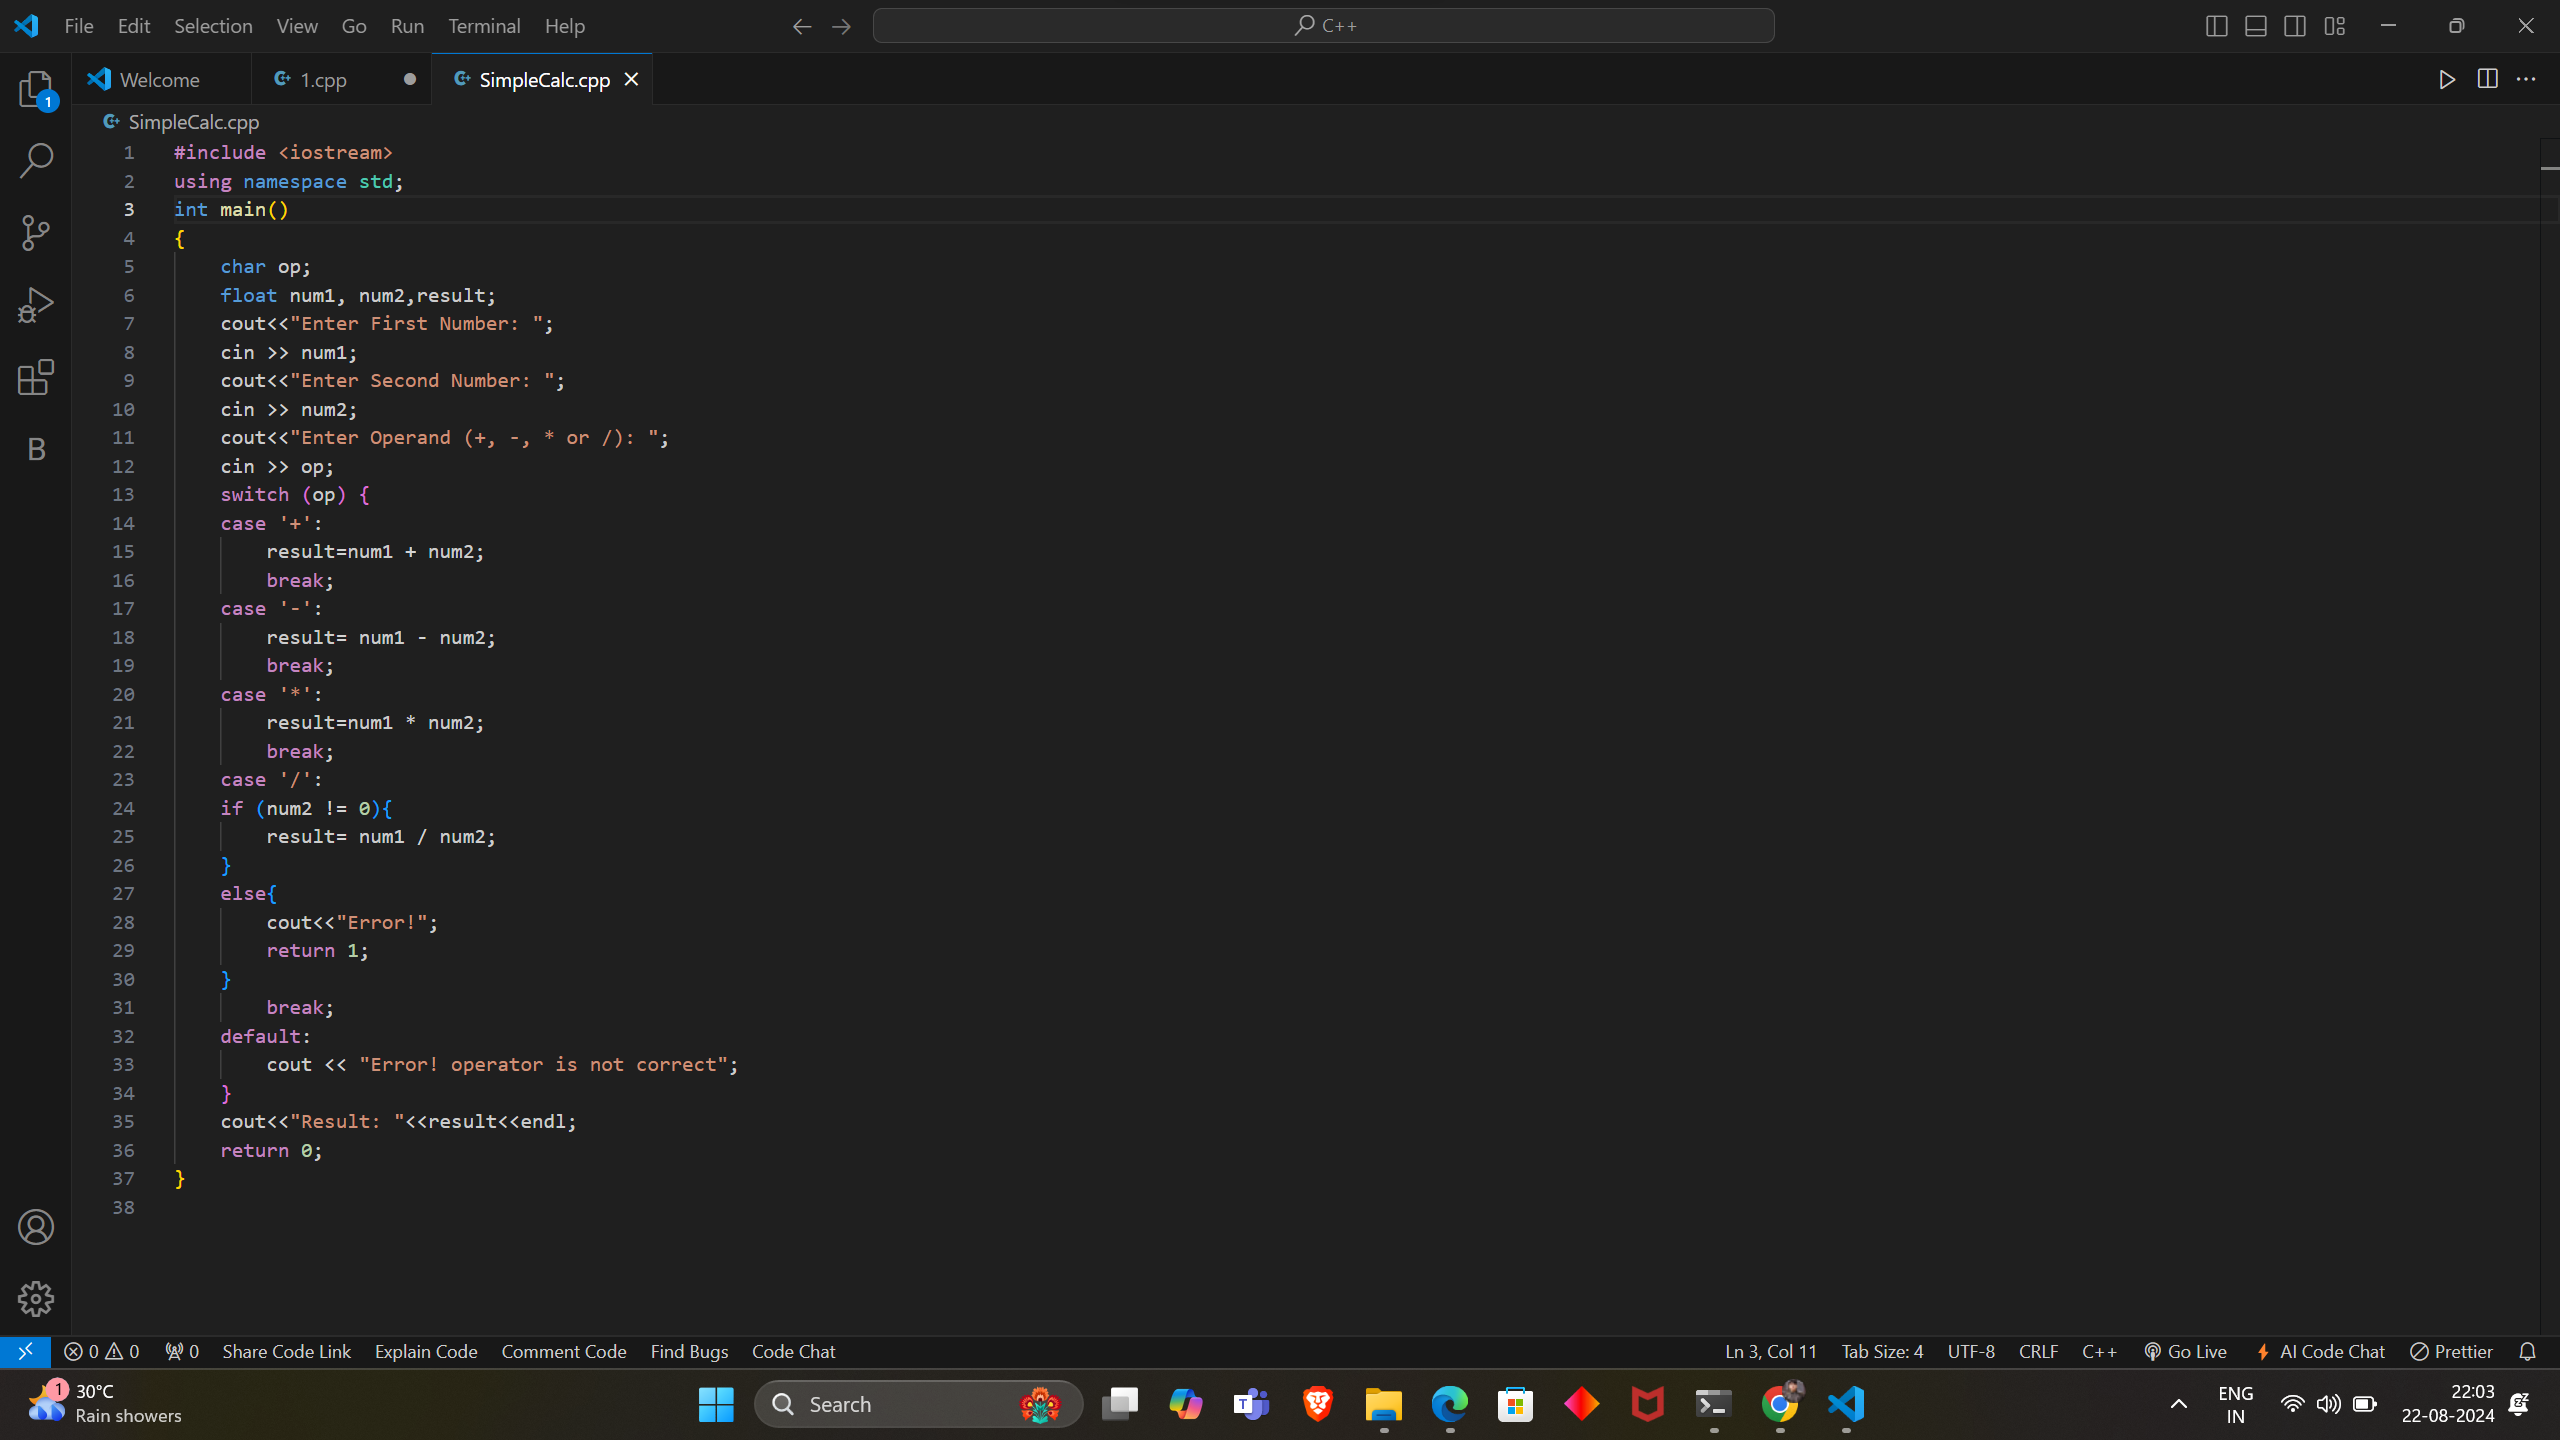 File Edit Selection View Go Run Terminal Help
C++
Welcome
1.cpp
SimpleCalc.cpp
1
SimpleCalc.cpp
1 #include <iostream>
2 using namespace std;
3 int main()
4 {
5 char op;
6 float num1, num2,result;
7 cout<<"Enter First Number: ";
8 cin >> num1;
9 cout<<"Enter Second Number: ";
10 cin >> num2;
11 cout<<"Enter Operand (+, -, * or /): ";
12 cin >> op;
13 switch (op) {
14 case '+':
15 result=num1 + num2;
16 break;
17 case '-':
18 result= num1 - num2;
19 break;
20 case '*':
21 result=num1 * num2;
22 break;
23 case '/':
24 if (num2 != 0){
25 result= num1 / num2;
26 }
27 else{
28 cout<<"Error!";
29 return 1;
30 }
31 break;
32 default:
33 cout << "Error! operator is not correct";
34 }
35 cout<<"Result: "<<result<<endl;
36 return 0;
37 }
38
B
0 0 0 Share Code Link Explain Code Comment Code Find Bugs Code Chat
Ln 3, Col 11 Tab Size: 4 UTF-8 CRLF C++ Go Live AI Code Chat Prettier
1 30°C
Rain showers
Search
T
ENG
IN
22:03
22-08-2024